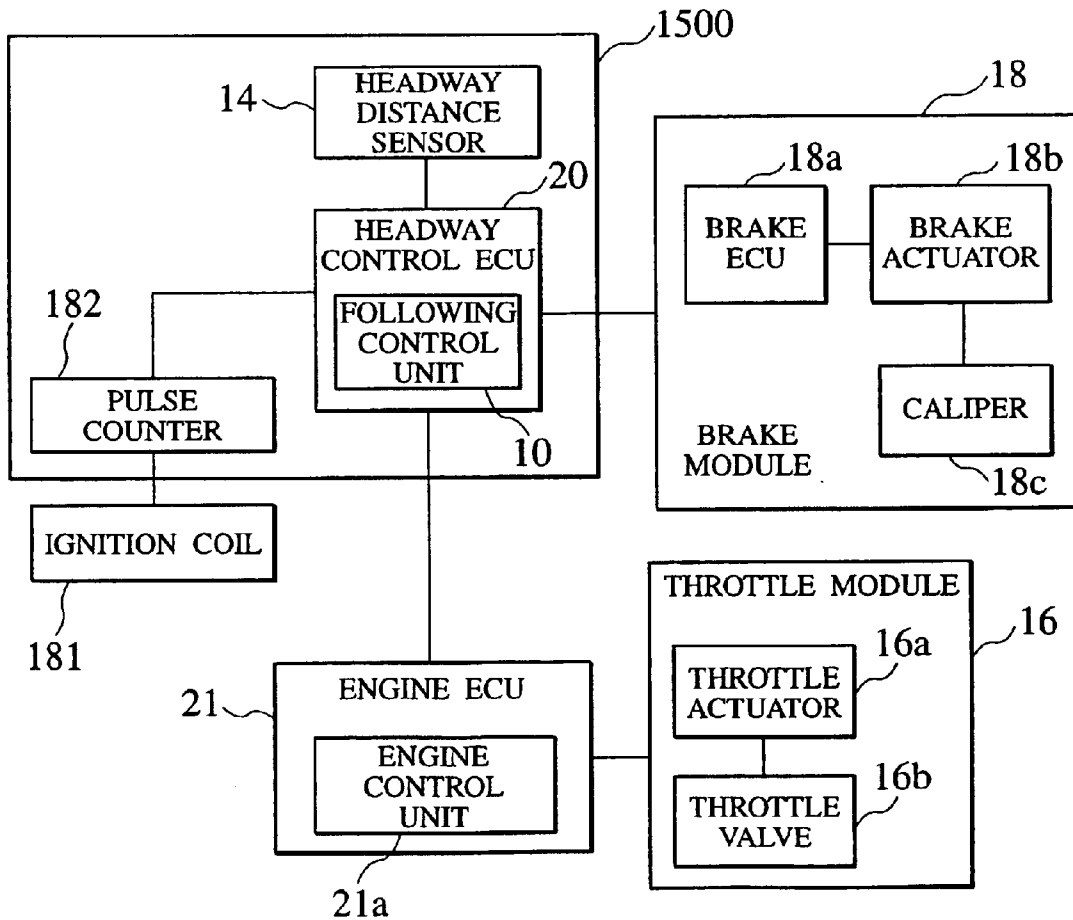 1500
14
HEADWAY
DISTANCE
SENSOR
20
HEADWAY
CONTROL ECU
FOLLOWING
CONTROL
UNIT
10
182
PULSE
COUNTER
IGNITION COIL
181
18
18a
18b
BRAKE
ECU
BRAKE
ACTUATOR
CALIPER
BRAKE
MODULE
18c
21
ENGINE ECU
ENGINE
CONTROL
UNIT
21a
THROTTLE MODULE
16
16a
THROTTLE
ACTUATOR
16b
THROTTLE
VALVE